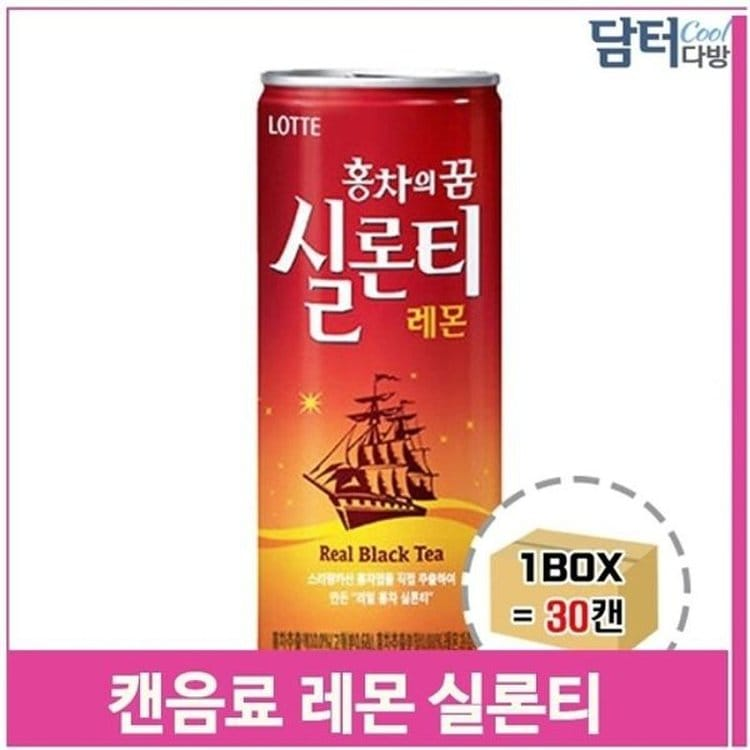 담터 Cool
다방
LOTTE
홍차의 꿈
실론티
레몬
Real Black Tea
스리랑카산 홍차잎을 직접 추출하여
만든 "리얼 홍차 실론티"
1BOX
= 30캔
캔음료 레몬 실론티